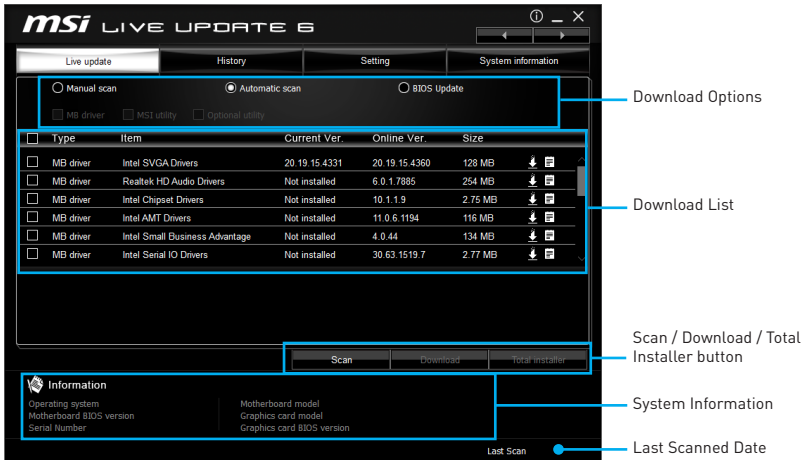 msi LIVE UPDATE 6
Live update History Setting System information
Manual scan Automatic scan BIOS Update
MB driver MSI utility Optional utility
Download Options
Type Item Current Ver. Online Ver. Size
MB driver Intel SVGA Drivers 20.19.15.4331 20.19.15.4360 128 MB
MB driver Realtek HD Audio Drivers Not installed 6.0.1.7885 254 MB
MB driver Intel Chipset Drivers Not installed 10.1.1.9 2.75 MB
Download List
MB driver Intel AMT Drivers Not installed 11.0.6.1194 116 MB
MB driver Intel Small Business Advantage Not installed 4.0.44 134 MB
MB driver Intel Serial IO Drivers Not installed 30.63.1519.7 2.77 MB
Scan Download Total installer
Scan / Download / Total
Installer button
Information
Operating system Motherboard model
Motherboard BIOS version Graphics card model
Serial Number Graphics card BIOS version
System Information
Last Scan
Last Scanned Date